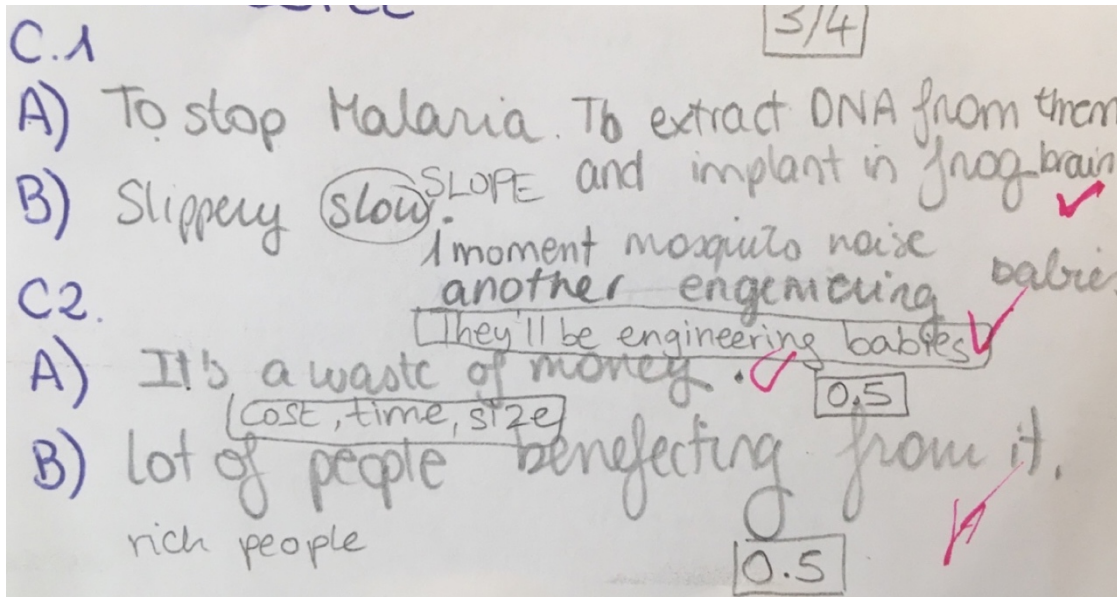 3/4
C.1
A) To stop Malaria. To extract DNA from them
and implant in frog brain
B) Slippery slow. SLOPE
1 moment mosquito noise
another engenieuing babies
C2.
They'll be engineering babies
A) It's a waste of money.
0.5
cost, time, size
B) lot of people benefecting from it.
rich people
0.5